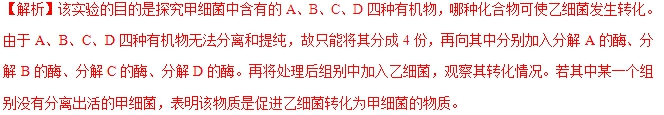 【解析】该实验的目的是探究甲细菌中含有的 A、B、C、D 四种有机物，哪种化合物可使乙细菌发生转化。
由于 A、B、C、D 四种有机物无法分离和提纯，故只能将其分成 4 份，再向其中分别加入分解 A 的酶、分
解 B 的酶、分解 C 的酶、分解 D 的酶。再将处理后组别中加入乙细菌，观察其转化情况。若其中某一个组
别没有分离出活的甲细菌，表明该物质是促进乙细菌转化为甲细菌的物质。